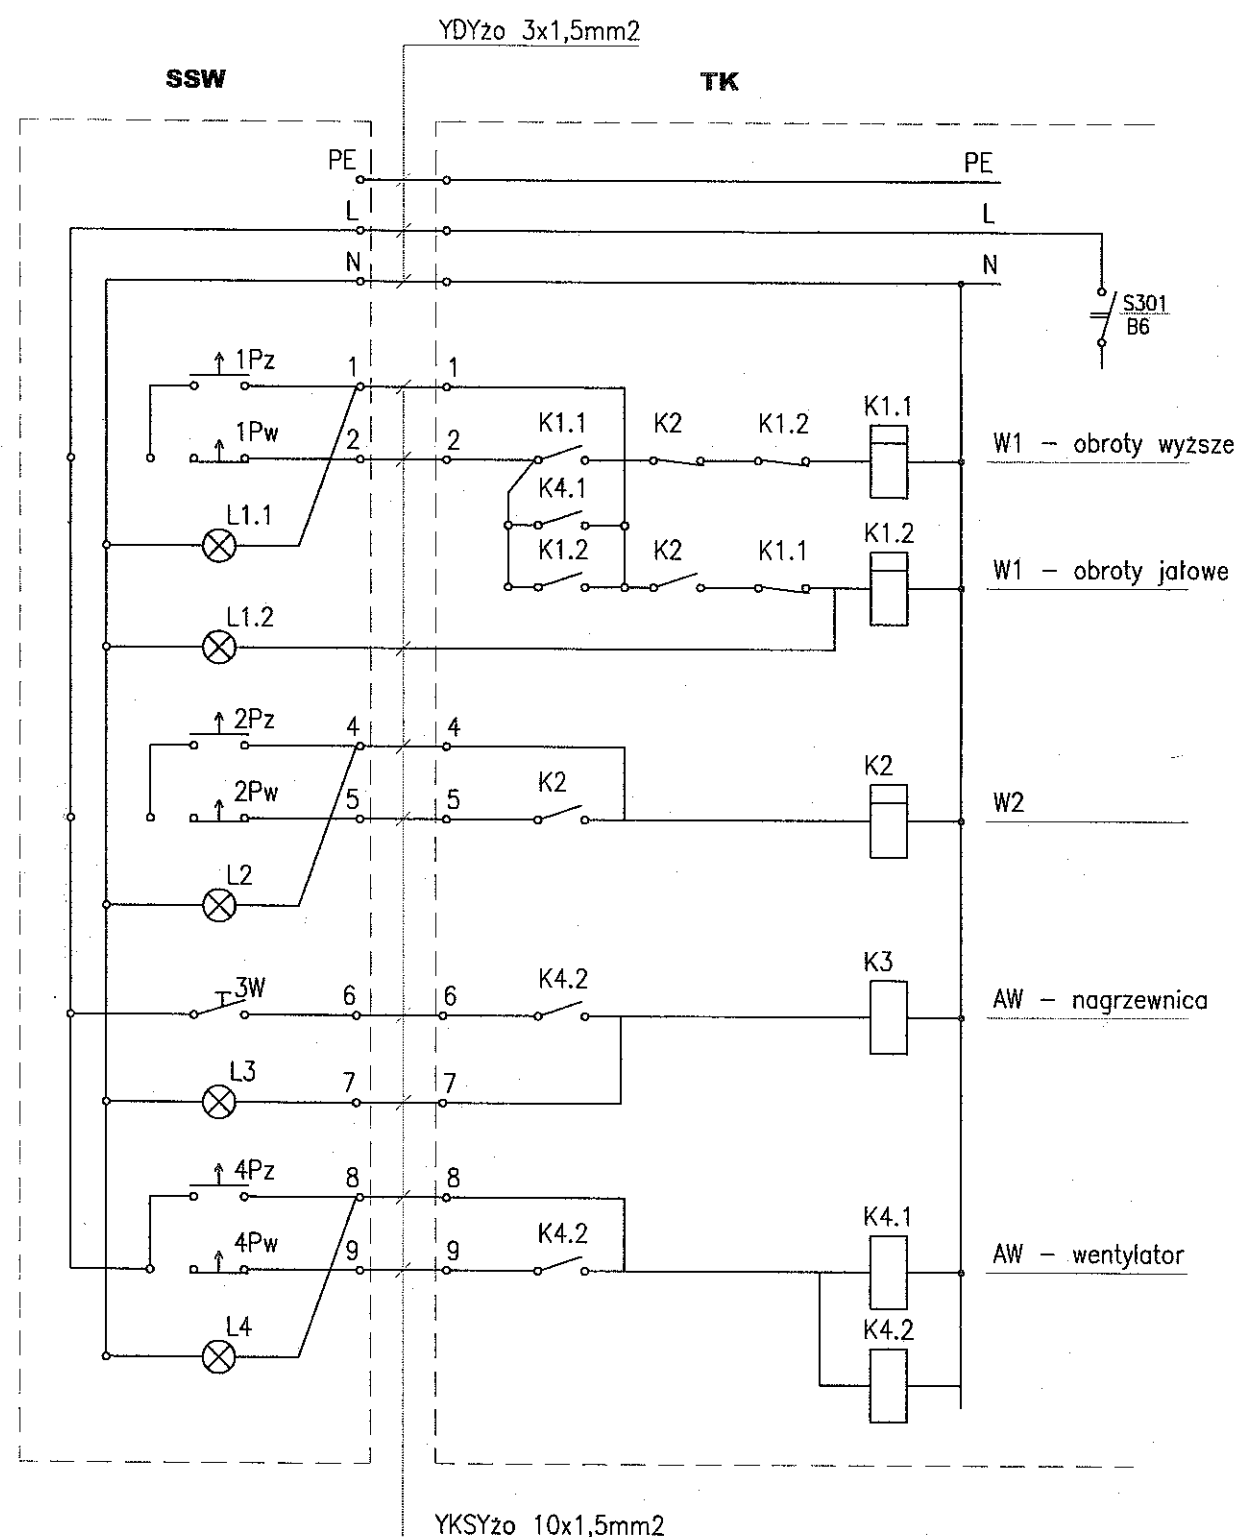 YDYżo 3x1,5mm2
SSW
TK
PE
PE
L
L
N
N
S301
B6
1Pz
1
1
1Pw
2
2
K1.1
K2
K1.2
K1.1
W1 – obroty wyższe
L1.1
K4.1
K1.2
K2
K1.1
K1.2
W1 – obroty jałowe
L1.2
2Pz
4
4
2Pw
5
5
K2
K2
W2
L2
3W
6
6
K4.2
K3
AW – nagrzewnica
L3
7
7
4Pz
8
8
4Pw
9
9
K4.2
K4.1
AW – wentylator
L4
K4.2
YKSYżo 10x1,5mm2